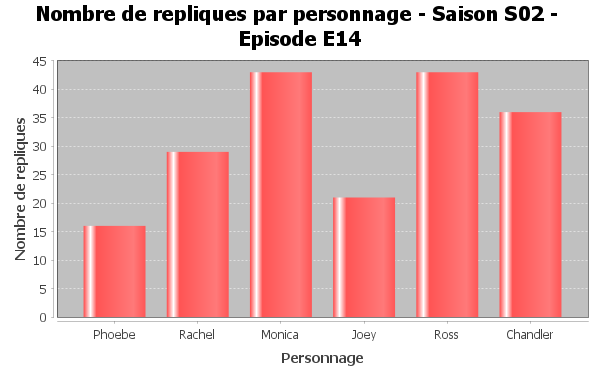 Nombre de repliques par personnage - Saison S02 -
Episode E14
Nombre de repliques
45
40
35
30
25
20
15
10
5
0
Phoebe Rachel Monica Joey Ross Chandler
Personnage